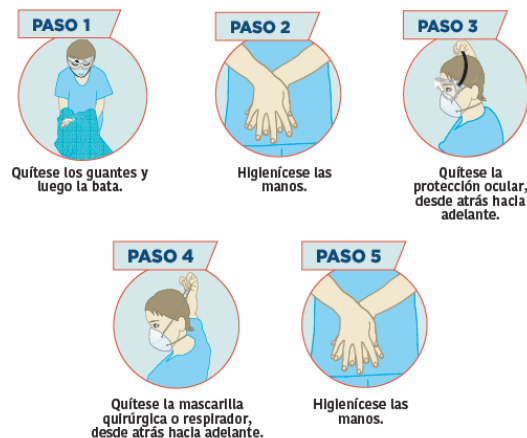 PASO 1
Quítese los guantes y
luego la bata.
PASO 2
Higienícese las
manos.
PASO 3
Quítese la
protección ocular,
desde atrás hacia
adelante.
PASO 4
Quítese la mascarilla
quirúrgica o respirador,
desde atrás hacia adelante.
PASO 5
Higienícese las
manos.